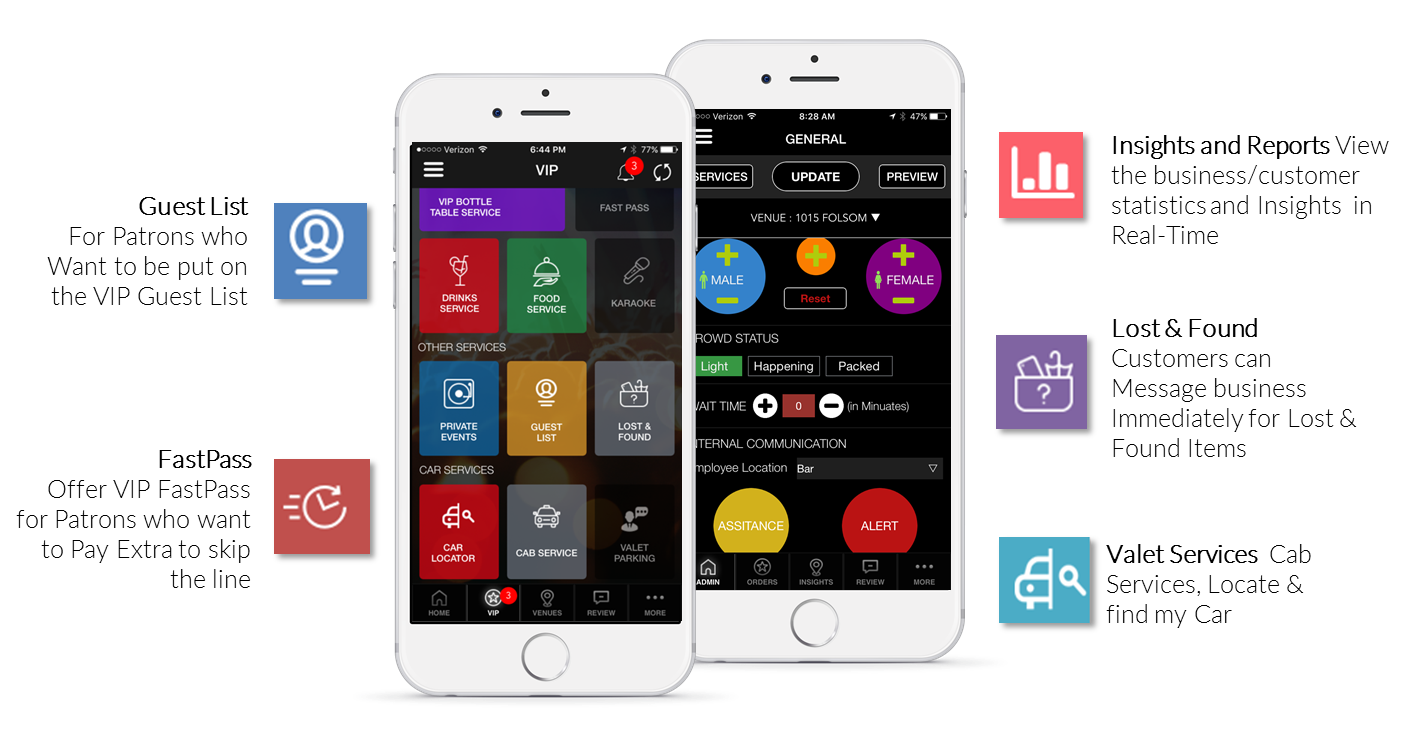 Guest List
For Patrons who
Want to be put on
the VIP Guest List
FastPass
Offer VIP FastPass
for Patrons who want
to Pay Extra to skip
the line
Verizon 6:44 PM 77%
VIP 3
VIP BOTTLE
TABLE SERVICE
FAST PASS
DRINKS
SERVICE
FOOD
SERVICE
KARAOKE
OTHER SERVICES
PRIVATE
EVENTS
GUEST
LIST
LOST &
FOUND
?
CAR SERVICES
CAR
LOCATOR
CAB SERVICE
VALET
PARKING
3
HOME VIP VENUES REVIEW MORE
Verizon 8:28 AM 47%
GENERAL
SERVICES UPDATE PREVIEW
VENUE : 1015 FOLSOM ▼
MALE
FEMALE
Reset
ROWD STATUS
Light Happening Packed
WAIT TIME 0 (in Minuates)
NTERNAL COMMUNICATION
mployee Location Bar
ASSITANCE ALERT
ADMIN ORDERS INSIGHTS REVIEW MORE
Insights and Reports View
the business/customer
statistics and Insights in
Real-Time
?
Lost & Found
Customers can
Message business
Immediately for Lost &
Found Items
Valet Services Cab
Services, Locate &
find my Car